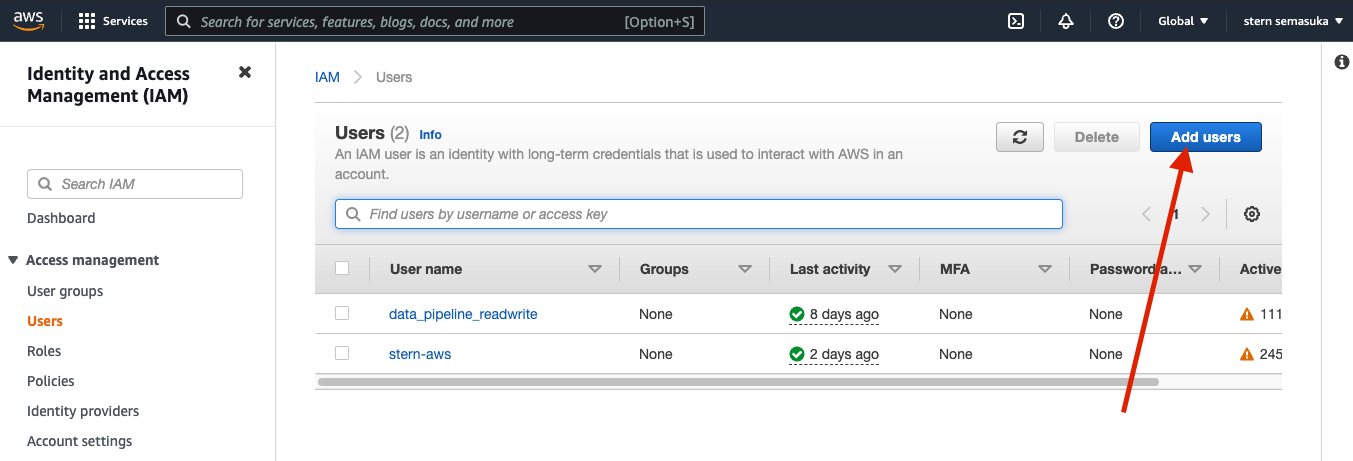 aws
Services
Search for services, features, blogs, docs, and more
[Option+S]
Global
stern semasuka
Identity and Access
Management (IAM)
Search IAM
Dashboard
Access management
User groups
Users
Roles
Policies
Identity providers
Account settings
IAM
Users
Users (2) Info
Delete
Add users
An IAM user is an identity with long-term credentials that is used to interact with AWS in an
account.
Find users by username or access key
1
User name Groups Last activity MFA Password a... Active
data_pipeline_readwrite None 8 days ago None None 111
stern-aws None 2 days ago None None 245